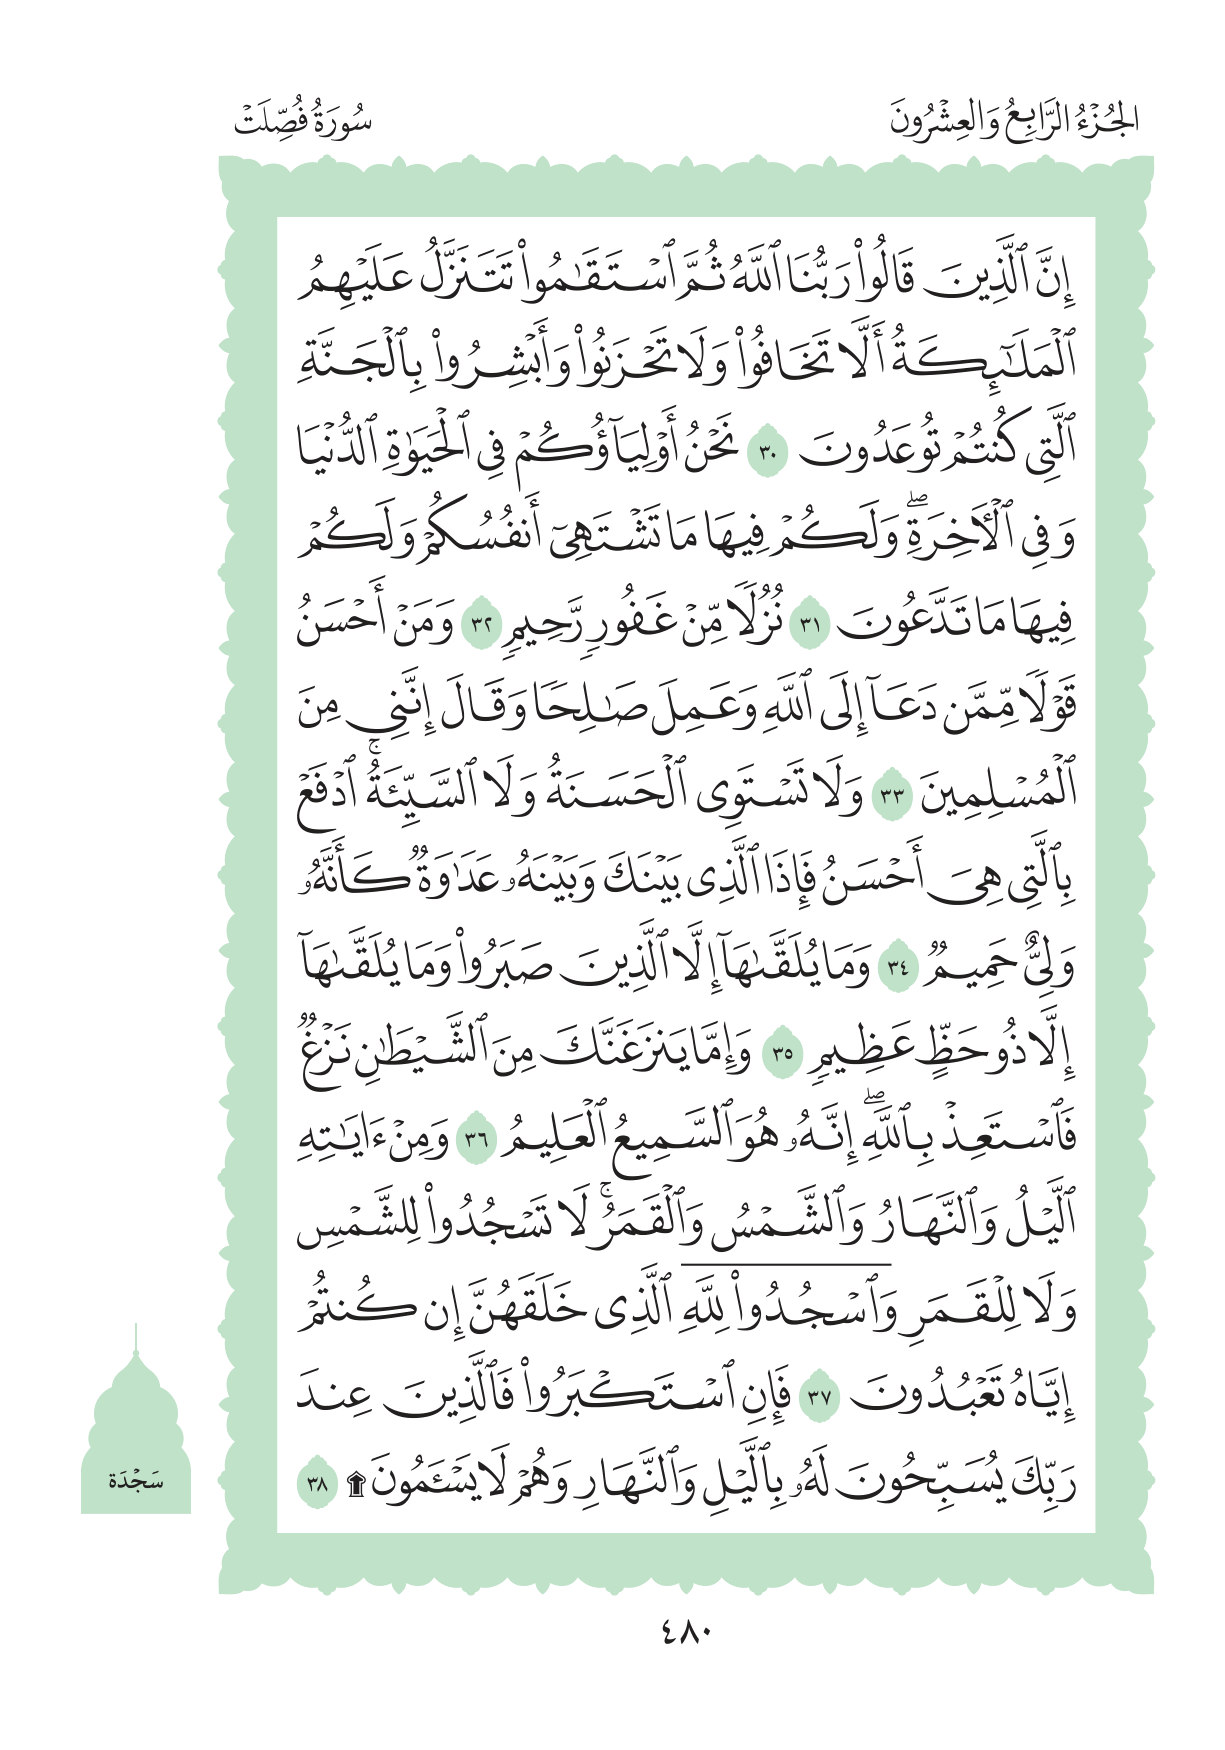 الجُزْءُ الرَّابِعُ وَالعِشْرُونَ
سُورَةُ فُصِّلَتْ
إِنَّ ٱلَّذِينَ قَالُوا۟ رَبُّنَا ٱللَّهُ ثُمَّ ٱسْتَقَٰمُوا۟ تَتَنَزَّلُ عَلَيْهِمُ
ٱلْمَلَٰٓئِكَةُ أَلَّا تَخَافُوا۟ وَلَا تَحْزَنُوا۟ وَأَبْشِرُوا۟ بِٱلْجَنَّةِ
ٱلَّتِى كُنتُمْ تُوعَدُونَ ٣٠ نَحْنُ أَوْلِيَآؤُكُمْ فِى ٱلْحَيَوٰةِ ٱلدُّنْيَا
وَفِى ٱلْـَٔاخِرَةِ ۖ وَلَكُمْ فِيهَا مَا تَشْتَهِىٓ أَنفُسُكُمْ وَلَكُمْ
فِيهَا مَا تَدَّعُونَ ٣١ نُزُلًا مِّنْ غَفُورٍ رَّحِيمٍ ٣٢ وَمَنْ أَحْسَنُ
قَوْلًا مِّمَّن دَعَآ إِلَى ٱللَّهِ وَعَمِلَ صَٰلِحًا وَقَالَ إِنَّنِى مِنَ
ٱلْمُسْلِمِينَ ٣٣ وَلَا تَسْتَوِى ٱلْحَسَنَةُ وَلَا ٱلسَّيِّئَةُ ۚ ٱدْفَعْ
بِٱلَّتِى هِىَ أَحْسَنُ فَإِذَا ٱلَّذِى بَيْنَكَ وَبَيْنَهُۥ عَدَٰوَةٌ كَأَنَّهُۥ
وَلِىٌّ حَمِيمٌ ٣٤ وَمَا يُلَقَّىٰهَآ إِلَّا ٱلَّذِينَ صَبَرُوا۟ وَمَا يُلَقَّىٰهَآ
إِلَّا ذُو حَظٍّ عَظِيمٍ ٣٥ وَإِمَّا يَنزَغَنَّكَ مِنَ ٱلشَّيْطَٰنِ نَزْغٌ
فَٱسْتَعِذْ بِٱللَّهِ ۖ إِنَّهُۥ هُوَ ٱلسَّمِيعُ ٱلْعَلِيمُ ٣٦ وَمِنْ ءَايَٰتِهِ
ٱلَّيْلُ وَٱلنَّهَارُ وَٱلشَّمْسُ وَٱلْقَمَرُ ۚ لَا تَسْجُدُوا۟ لِلشَّمْسِ
وَلَا لِلْقَمَرِ وَٱسْجُدُوا۟ لِلَّهِ ٱلَّذِى خَلَقَهُنَّ إِن كُنتُمْ
إِيَّاهُ تَعْبُدُونَ ٣٧ فَإِنِ ٱسْتَكْبَرُوا۟ فَٱلَّذِينَ عِندَ
رَبِّكَ يُسَبِّحُونَ لَهُۥ بِٱلَّيْلِ وَٱلنَّهَارِ وَهُمْ لَا يَسْـَٔمُونَ ۩ ٣٨
سَجْدَة
٤٨٠